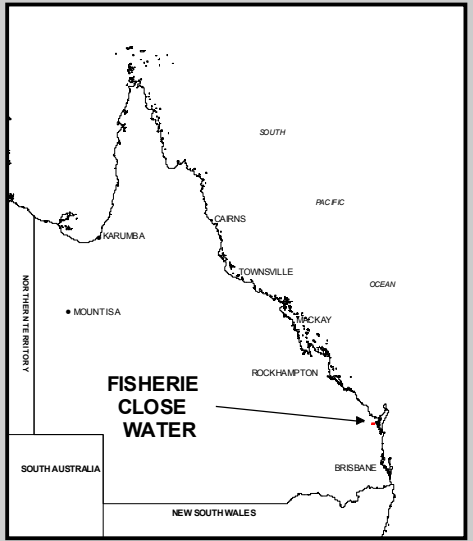 SOUTH
PACIFIC
CAIRNS
KARUMBA
TOWNSVILLE
OCEAN
NORTHERN TERRITORY
MOUNT ISA
MACKAY
ROCKHAMPTON
FISHERIE
CLOSE
WATER
BRISBANE
SOUTH AUSTRALIA
NEW SOUTH WALES